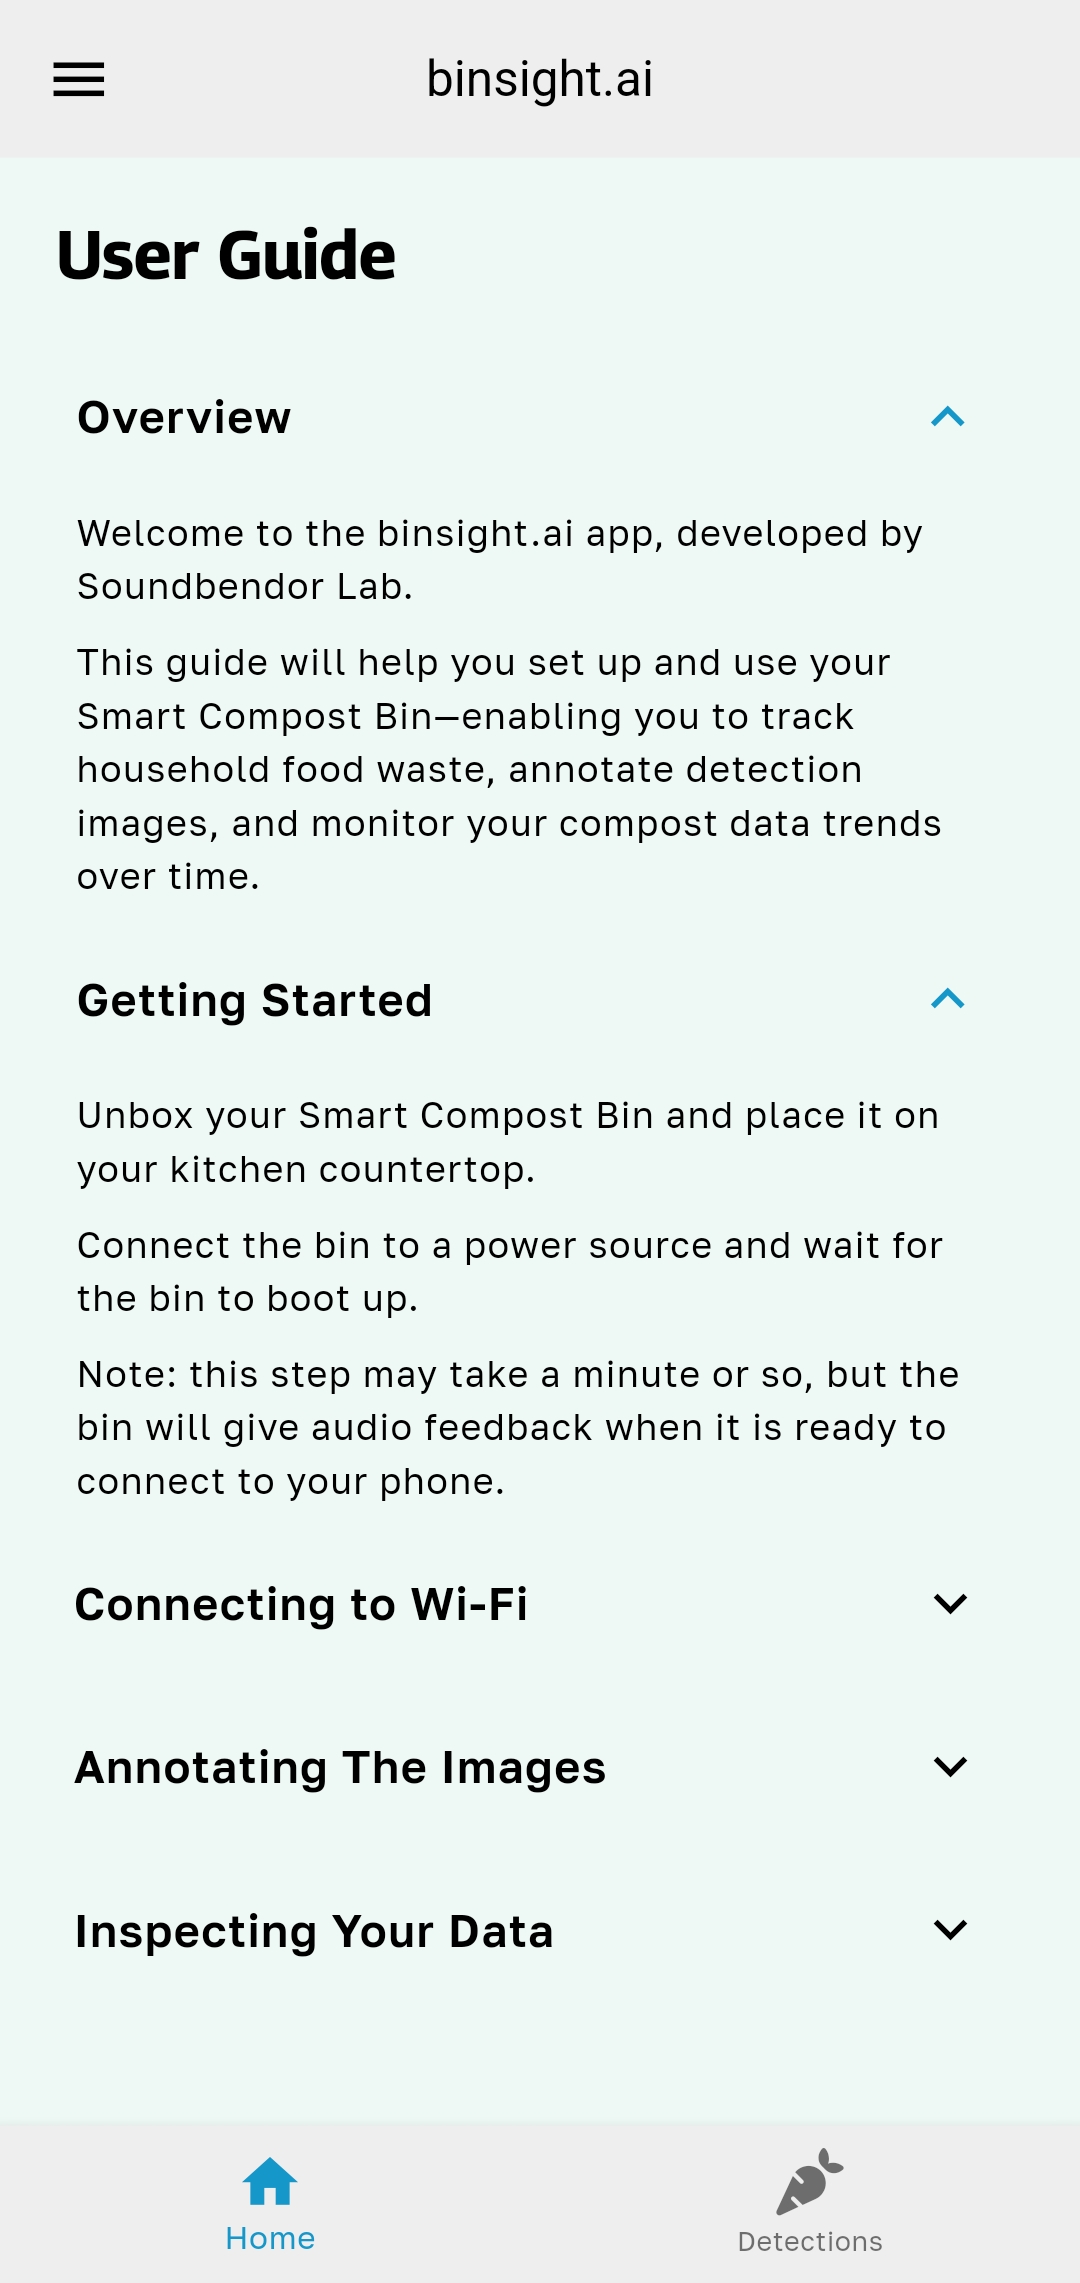 binsight.ai
User Guide
Overview
Welcome to the binsight.ai app, developed by
Soundbendor Lab.
This guide will help you set up and use your
Smart Compost Bin—enabling you to track
household food waste, annotate detection
images, and monitor your compost data trends
over time.
Getting Started
Unbox your Smart Compost Bin and place it on
your kitchen countertop.
Connect the bin to a power source and wait for
the bin to boot up.
Note: this step may take a minute or so, but the
bin will give audio feedback when it is ready to
connect to your phone.
Connecting to Wi-Fi
Annotating The Images
Inspecting Your Data
Home
Detections